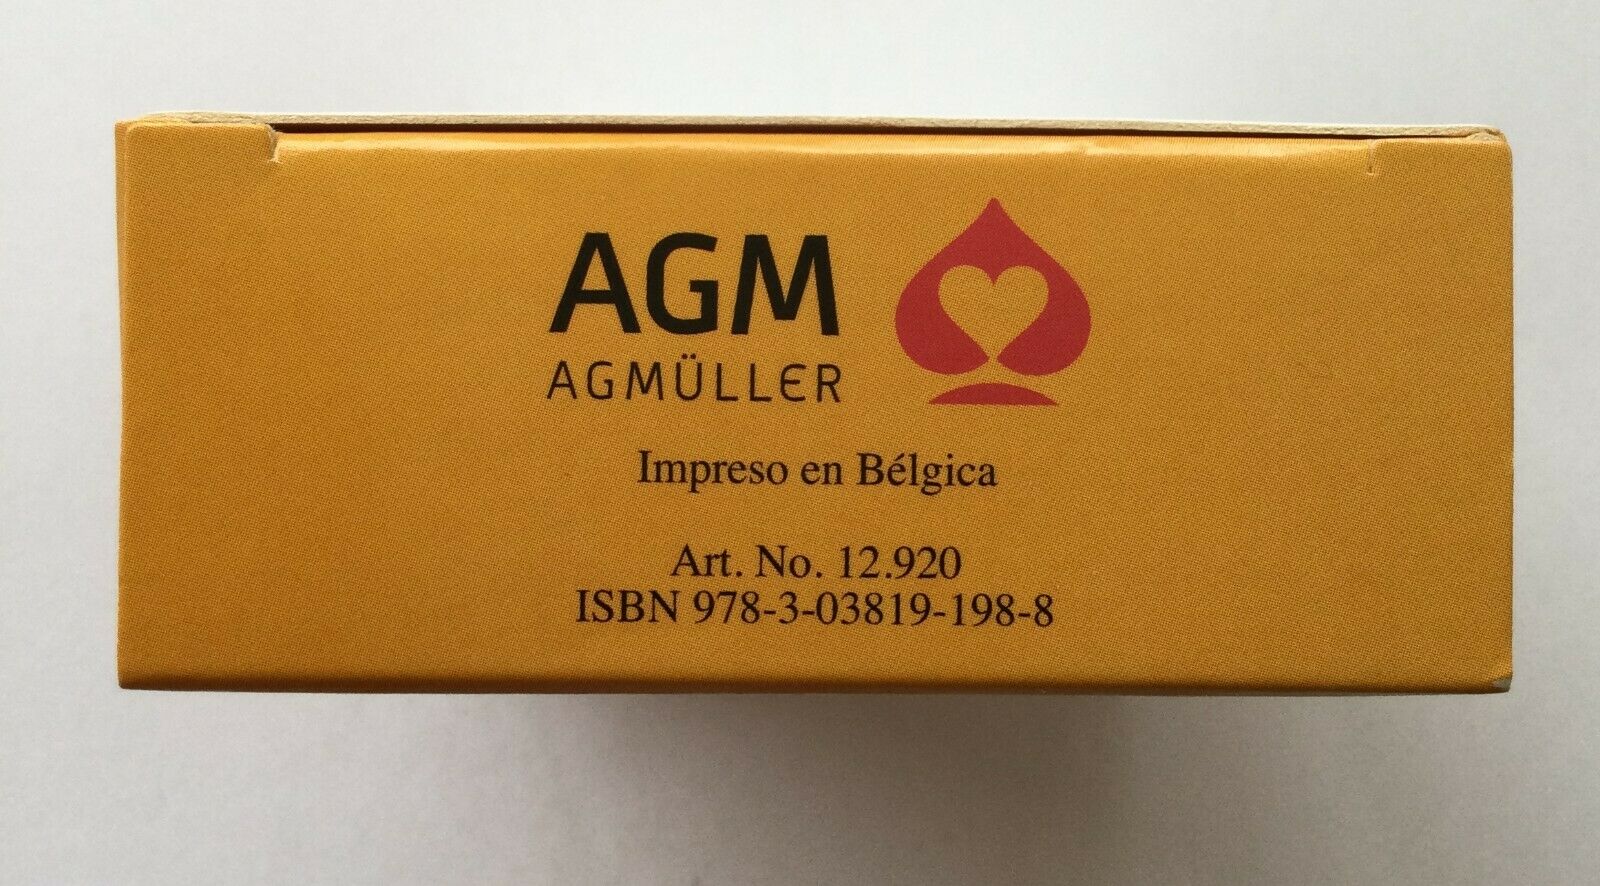 AGM
AGMÜLLER
Impreso en Bélgica
Art. No. 12.920
ISBN 978-3-03819-198-8